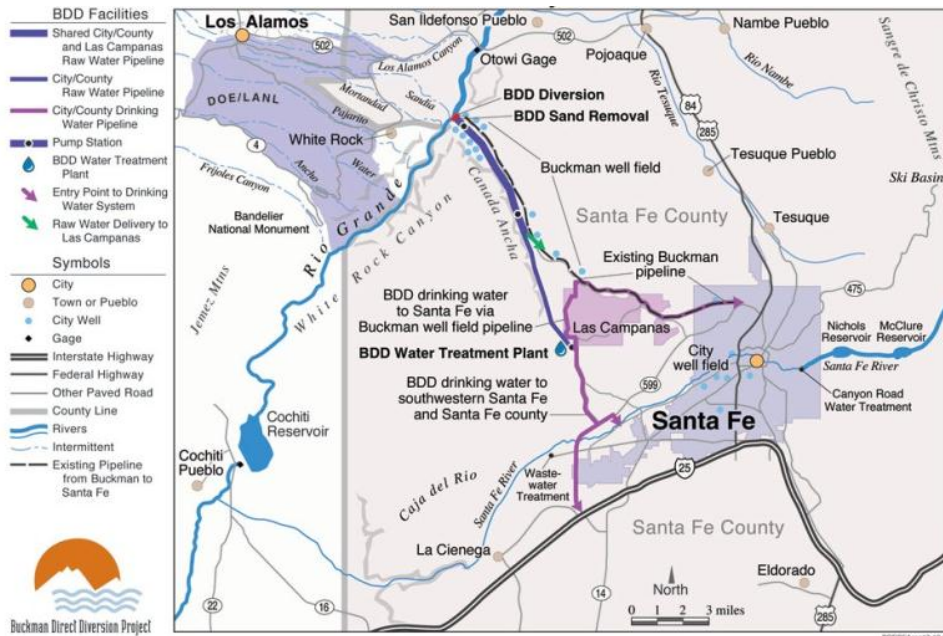 BDD Facilities
Shared City/County
and Las Campanas
Raw Water Pipeline
City/County
Raw Water Pipeline
City/County Drinking
Water Pipeline
Pump Station
BDD Water Treatment
Plant
Entry Point to Drinking
Water System
Raw Water Delivery to
Las Campanas
Symbols
City
Town or Pueblo
City Well
Gage
Interstate Highway
Federal Highway
Other Paved Road
County Line
Rivers
Intermittent
Existing Pipeline
from Buckman to
Santa Fe
Buckman Direct Diversion Project
Los Alamos
San Ildefonso Pueblo
Nambe Pueblo
502
Los Alamos Canyon
502
Pojoaque
Otowi Gage
Rio Nambe
Sangre de Christo Mtns
DOE/LANL
Mortandad
Sandia
BDD Diversion
BDD Sand Removal
Rio Tesuque
84
285
Pajarito
White Rock
4
Ancho
Water
Buckman well field
Tesuque Pueblo
Frijoles Canyon
Ski Basin
Canada Ancha
Santa Fe County
Bandelier
National Monument
Rio Grande
White Rock Canyon
Tesuque
Existing Buckman
pipeline
475
Jemez Mtns
BDD drinking water
to Santa Fe via
Buckman well field pipeline
Las Campanas
Nichols
Reservoir
McClure
Reservoir
BDD Water Treatment Plant
City well
field
599
Santa Fe River
BDD drinking water to
southwestern Santa Fe
and Santa Fe county
Canyon Road
Water Treatment
Santa Fe
Cochiti
Reservoir
Cochiti
Pueblo
25
Waste-
water
Treatment
Caja del Rio
Santa Fe River
Santa Fe County
La Cienega
North
Eldorado
14
22
16
0 1 2 3 miles
285